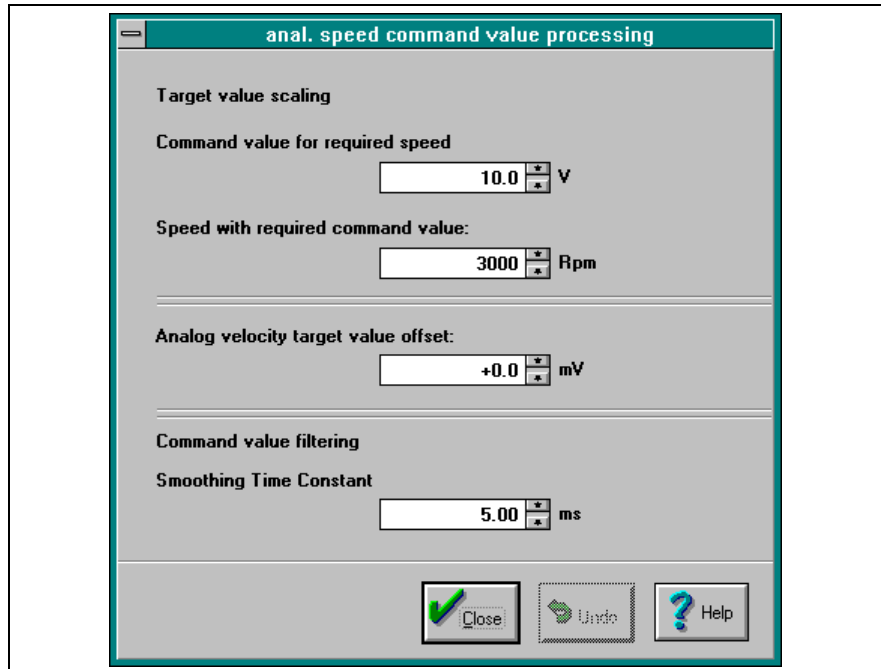 anal. speed command value processing
Target value scaling
Command value for required speed
10.0 V
Speed with required command value:
3000 Rpm
Analog velocity target value offset:
+0.0 mV
Command value filtering
Smoothing Time Constant
5.00 ms
Close Undo Help